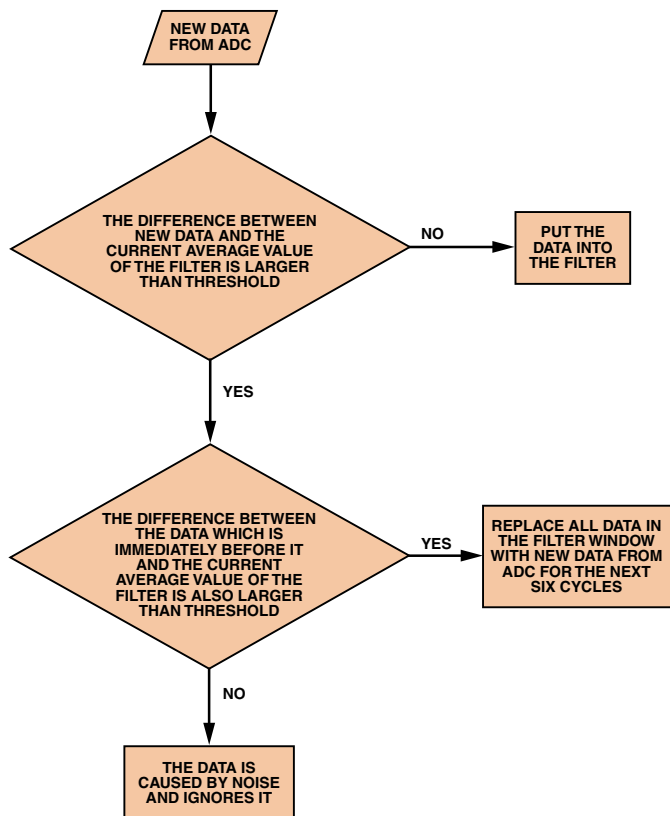 NEW DATA
FROM ADC
THE DIFFERENCE BETWEEN
NEW DATA AND THE
CURRENT AVERAGE VALUE
OF THE FILTER IS LARGER
THAN THRESHOLD
NO
PUT THE
DATA INTO
THE FILTER
YES
THE DIFFERENCE BETWEEN
THE DATA WHICH IS
IMMEDIATELY BEFORE IT
AND THE CURRENT
AVERAGE VALUE OF THE
FILTER IS ALSO LARGER
THAN THRESHOLD
YES
REPLACE ALL DATA IN
THE FILTER WINDOW
WITH NEW DATA FROM
ADC FOR THE NEXT
SIX CYCLES
NO
THE DATA IS
CAUSED BY NOISE
AND IGNORES IT